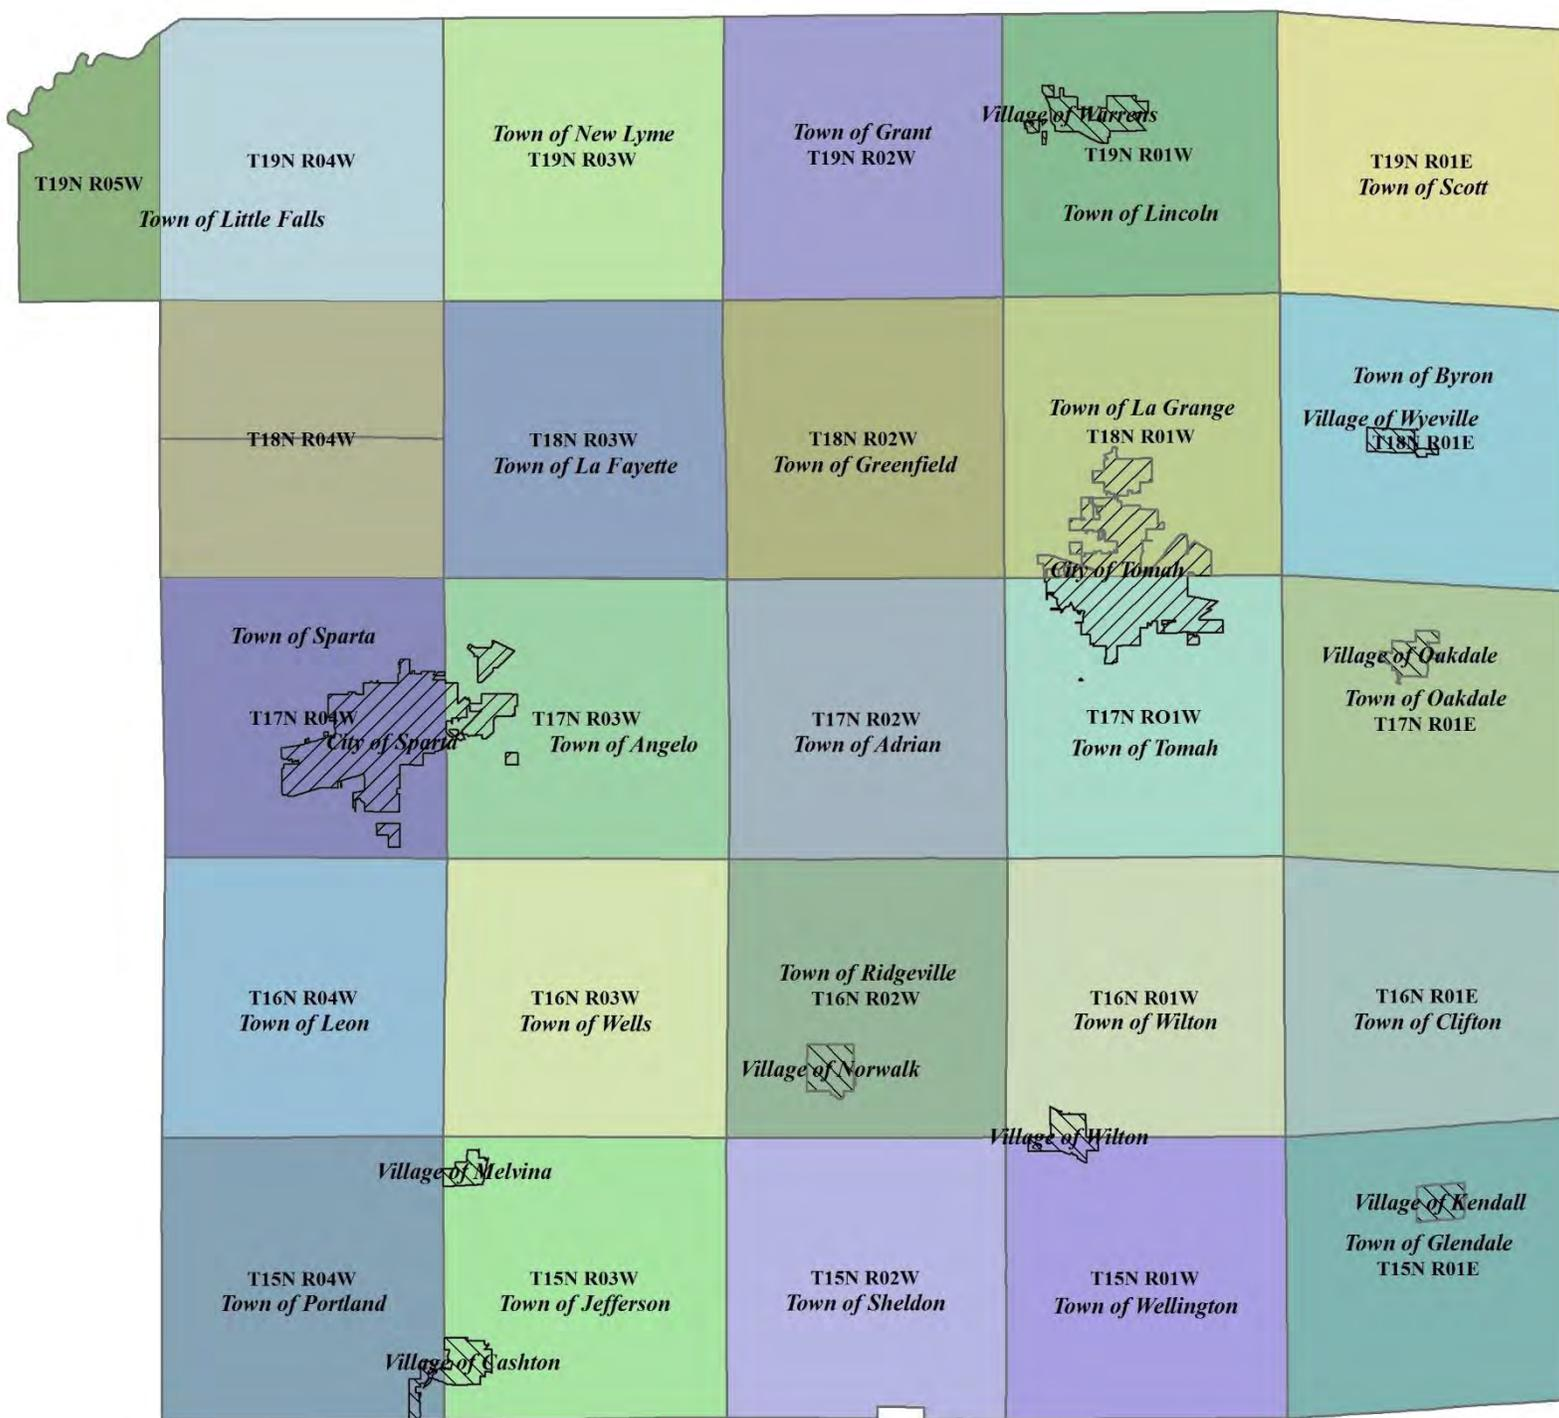 T19N R05W
T19N R04W
Town of Little Falls
Town of New Lyme
T19N R03W
Town of Grant
T19N R02W
Village of Warrens
T19N R01W
Town of Lincoln
T19N R01E
Town of Scott
T18N R04W
T18N R03W
Town of La Fayette
T18N R02W
Town of Greenfield
Town of La Grange
T18N R01W
City of Tomah
Town of Byron
Village of Wyeville
T18N R01E
Town of Sparta
T17N R04W
City of Sparta
T17N R03W
Town of Angelo
T17N R02W
Town of Adrian
T17N RO1W
Town of Tomah
Village of Oakdale
Town of Oakdale
T17N R01E
T16N R04W
Town of Leon
T16N R03W
Town of Wells
Town of Ridgeville
T16N R02W
Village of Norwalk
T16N R01W
Town of Wilton
Village of Wilton
T16N R01E
Town of Clifton
Village of Melvina
T15N R04W
Town of Portland
T15N R03W
Town of Jefferson
Village of Cashton
T15N R02W
Town of Sheldon
T15N R01W
Town of Wellington
Village of Kendall
Town of Glendale
T15N R01E